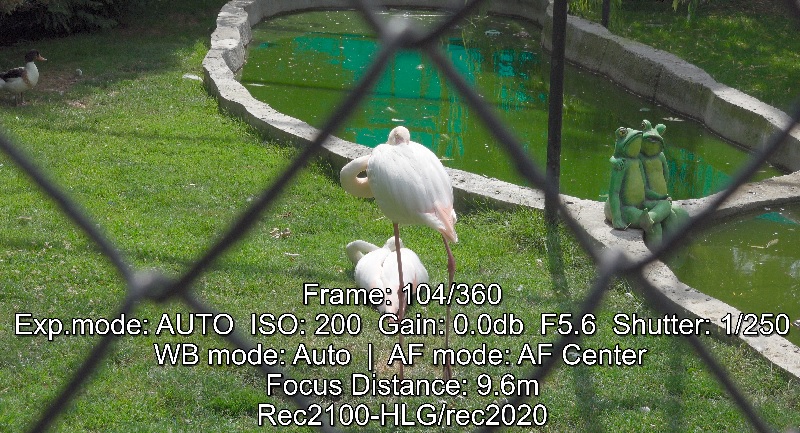 Frame: 104/360
Exp.mode: AUTO  ISO: 200  Gain: 0.0db  F5.6  Shutter: 1/250
WB mode: Auto  |  AF mode: AF Center
Focus Distance: 9.6m
Rec2100-HLG/rec2020